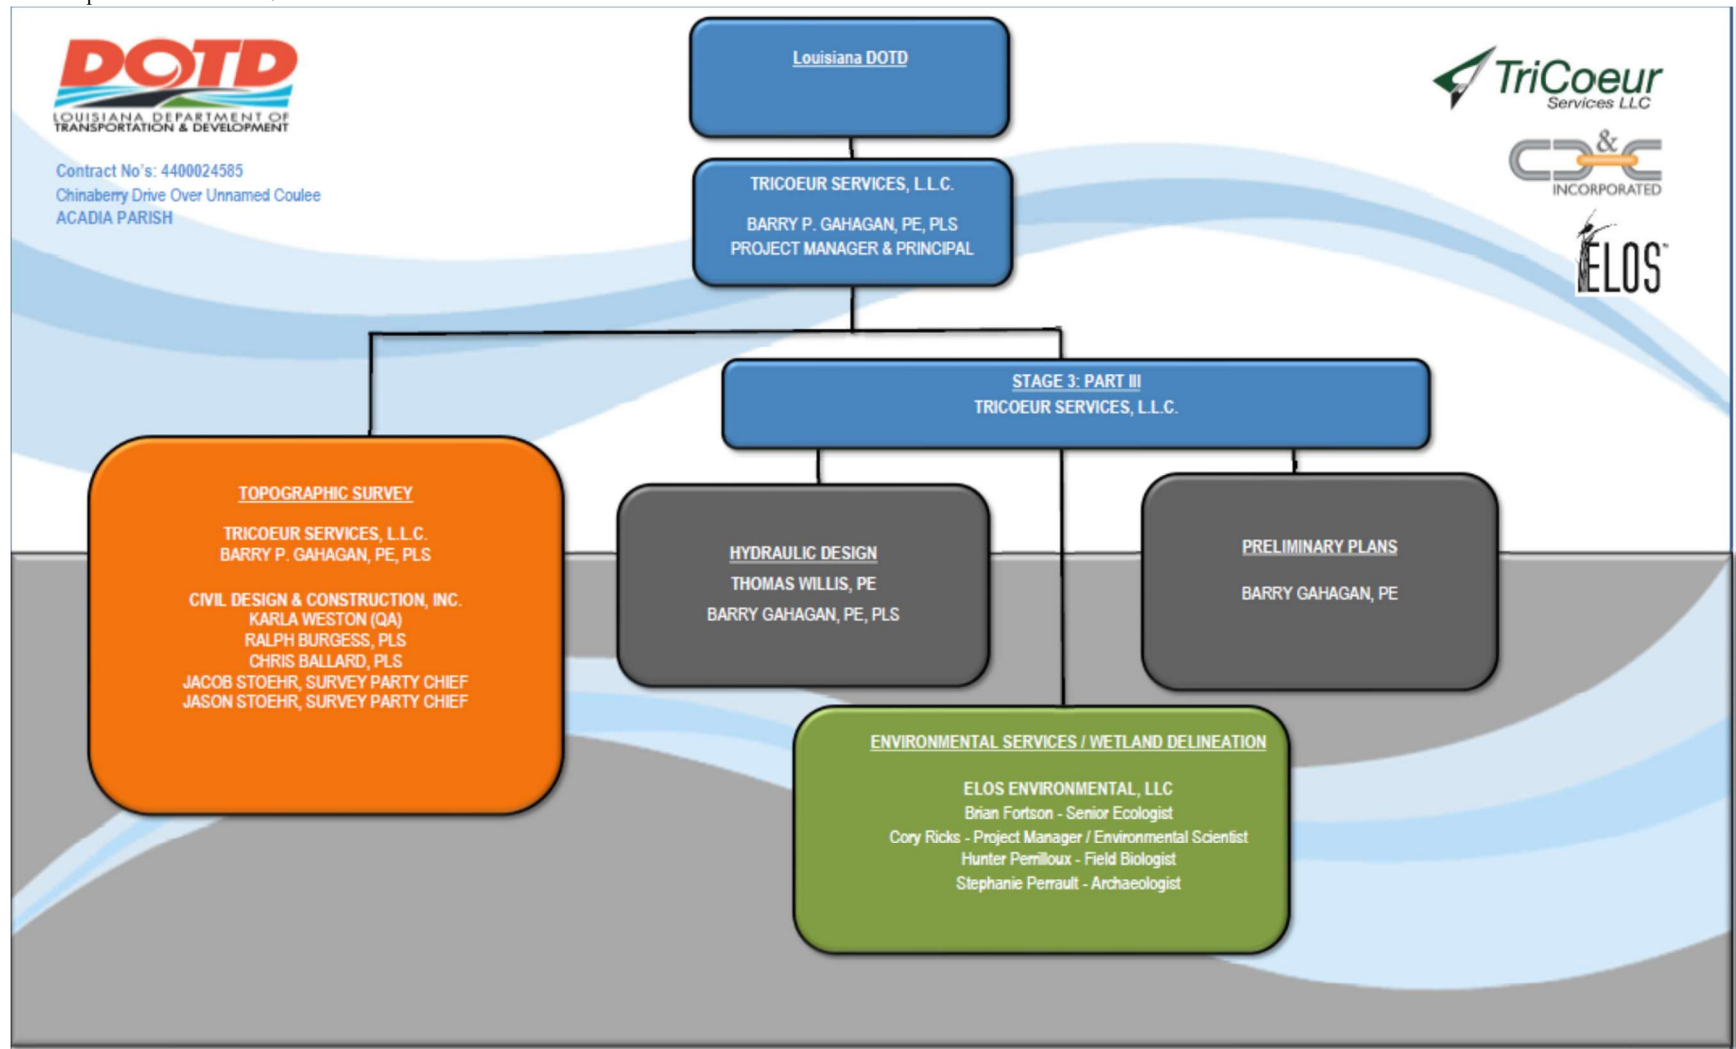 DOTD
LOUISIANA DEPARTMENT OF
TRANSPORTATION & DEVELOPMENT
Contract No's: 4400024585
Chinaberry Drive Over Unnamed Coulee
ACADIA PARISH
Louisiana DOTD
TriCoeur
Services LLC
C&C
INCORPORATED
ELOS
TRICOEUR SERVICES, L.L.C.
BARRY P. GAHAGAN, PE, PLS
PROJECT MANAGER & PRINCIPAL
STAGE 3: PART III
TRICOEUR SERVICES, L.L.C.
TOPOGRAPHIC SURVEY
TRICOEUR SERVICES, L.L.C.
BARRY P. GAHAGAN, PE, PLS
CIVIL DESIGN & CONSTRUCTION, INC.
KARLA WESTON (QA)
RALPH BURGESS, PLS
CHRIS BALLARD, PLS
JACOB STOEHR, SURVEY PARTY CHIEF
JASON STOEHR, SURVEY PARTY CHIEF
HYDRAULIC DESIGN
THOMAS WILLIS, PE
BARRY GAHAGAN, PE, PLS
PRELIMINARY PLANS
BARRY GAHAGAN, PE
ENVIRONMENTAL SERVICES / WETLAND DELINEATION
ELOS ENVIRONMENTAL, LLC
Brian Fortson - Senior Ecologist
Cory Ricks - Project Manager / Environmental Scientist
Hunter Perrilloux - Field Biologist
Stephanie Perrault - Archaeologist